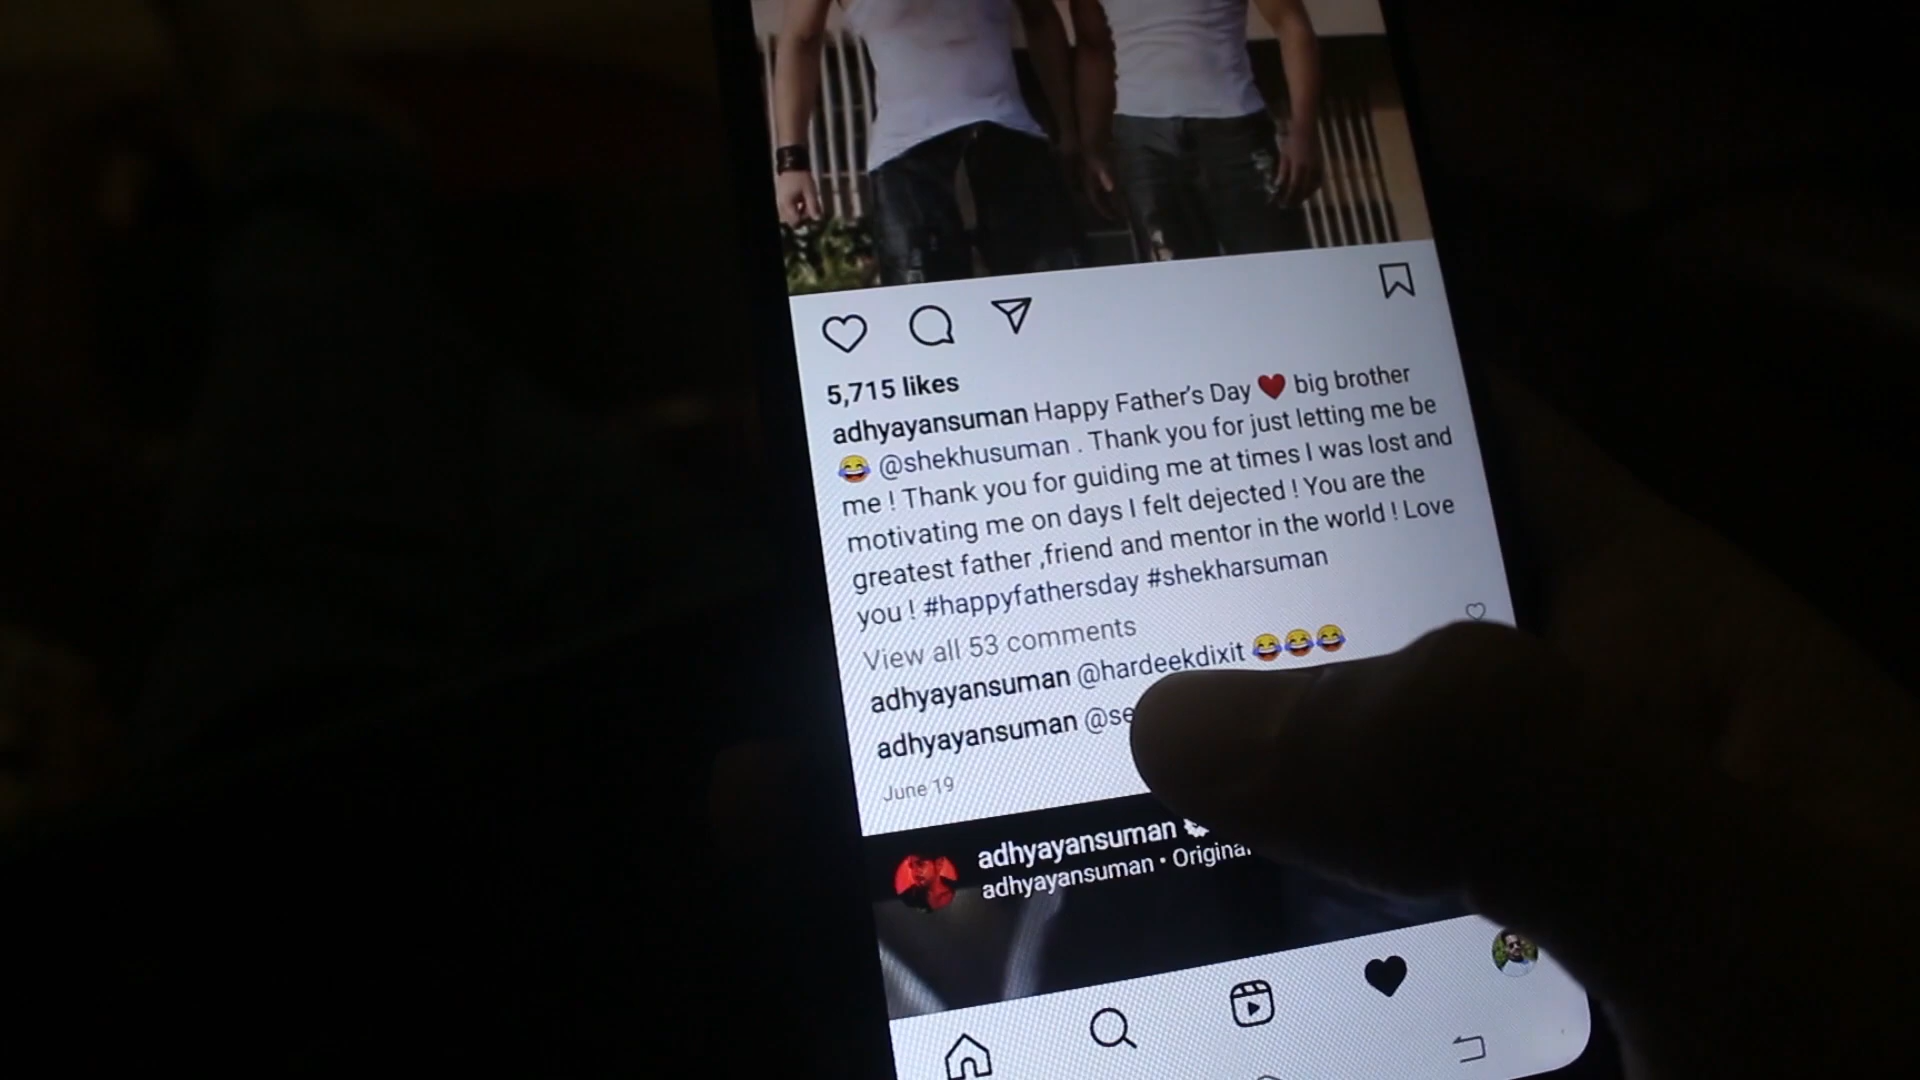 5,715 likes
adhyayansuman Happy Father's Day ❤️ big brother
😂 @shekhusuman . Thank you for just letting me be
me ! Thank you for guiding me at times I was lost and
motivating me on days I felt dejected ! You are the
greatest father ,friend and mentor in the world ! Love
you ! #happyfathersday #shekharsuman
View all 53 comments
adhyayansuman @hardeekdixit 😂😂😂
adhyayansuman
June 19
adhyayansuman
adhyayansuman •